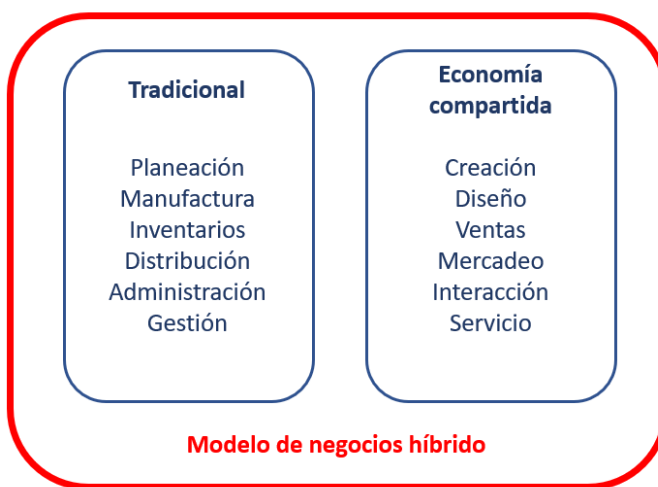 Tradicional
Planeación
Manufactura
Inventarios
Distribución
Administración
Gestión
Economía
compartida
Creación
Diseño
Ventas
Mercadeo
Interacción
Servicio
Modelo de negocios híbrido